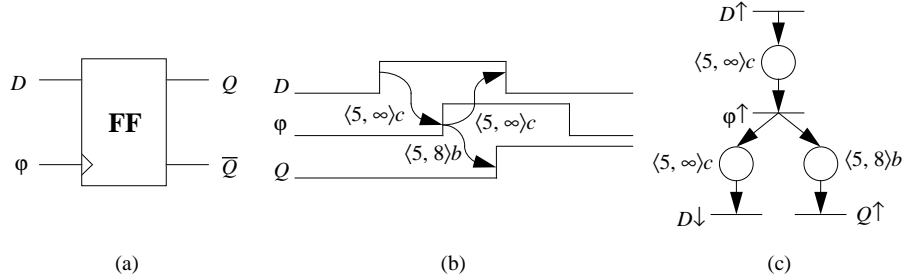 D
φ
FF
Q
Q̅
(a)
D
φ
Q
⟨5, ∞⟩c
⟨5, ∞⟩c
⟨5, 8⟩b
(b)
D↑
⟨5, ∞⟩c
φ↑
⟨5, ∞⟩c
⟨5, 8⟩b
D↓
Q↑
(c)